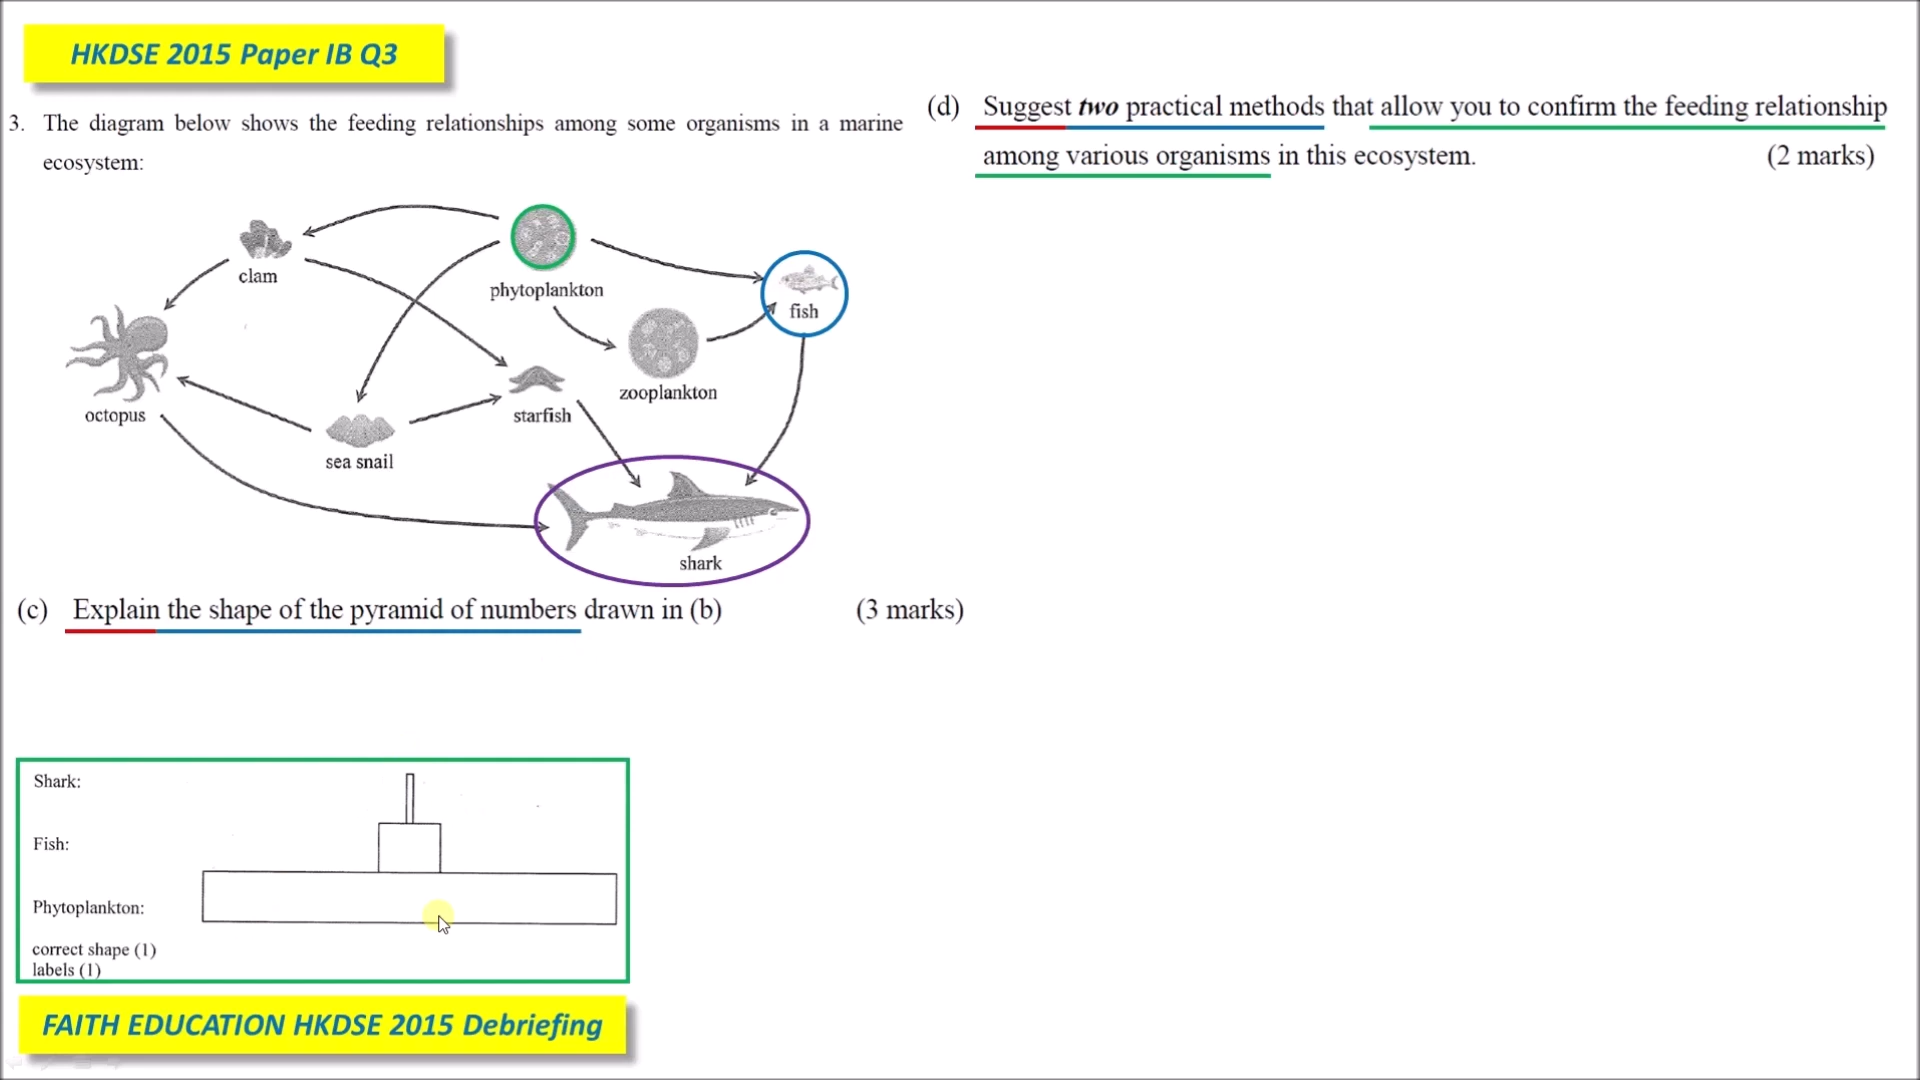 HKDSE 2015 Paper IB Q3
3. The diagram below shows the feeding relationships among some organisms in a marine
ecosystem:
clam
phytoplankton
fish
zooplankton
octopus
starfish
sea snail
shark
(c) Explain the shape of the pyramid of numbers drawn in (b) (3 marks)
Shark:
Fish:
Phytoplankton:
correct shape (1)
labels (1)
FAITH EDUCATION HKDSE 2015 Debriefing
(d) Suggest two practical methods that allow you to confirm the feeding relationship
among various organisms in this ecosystem. (2 marks)